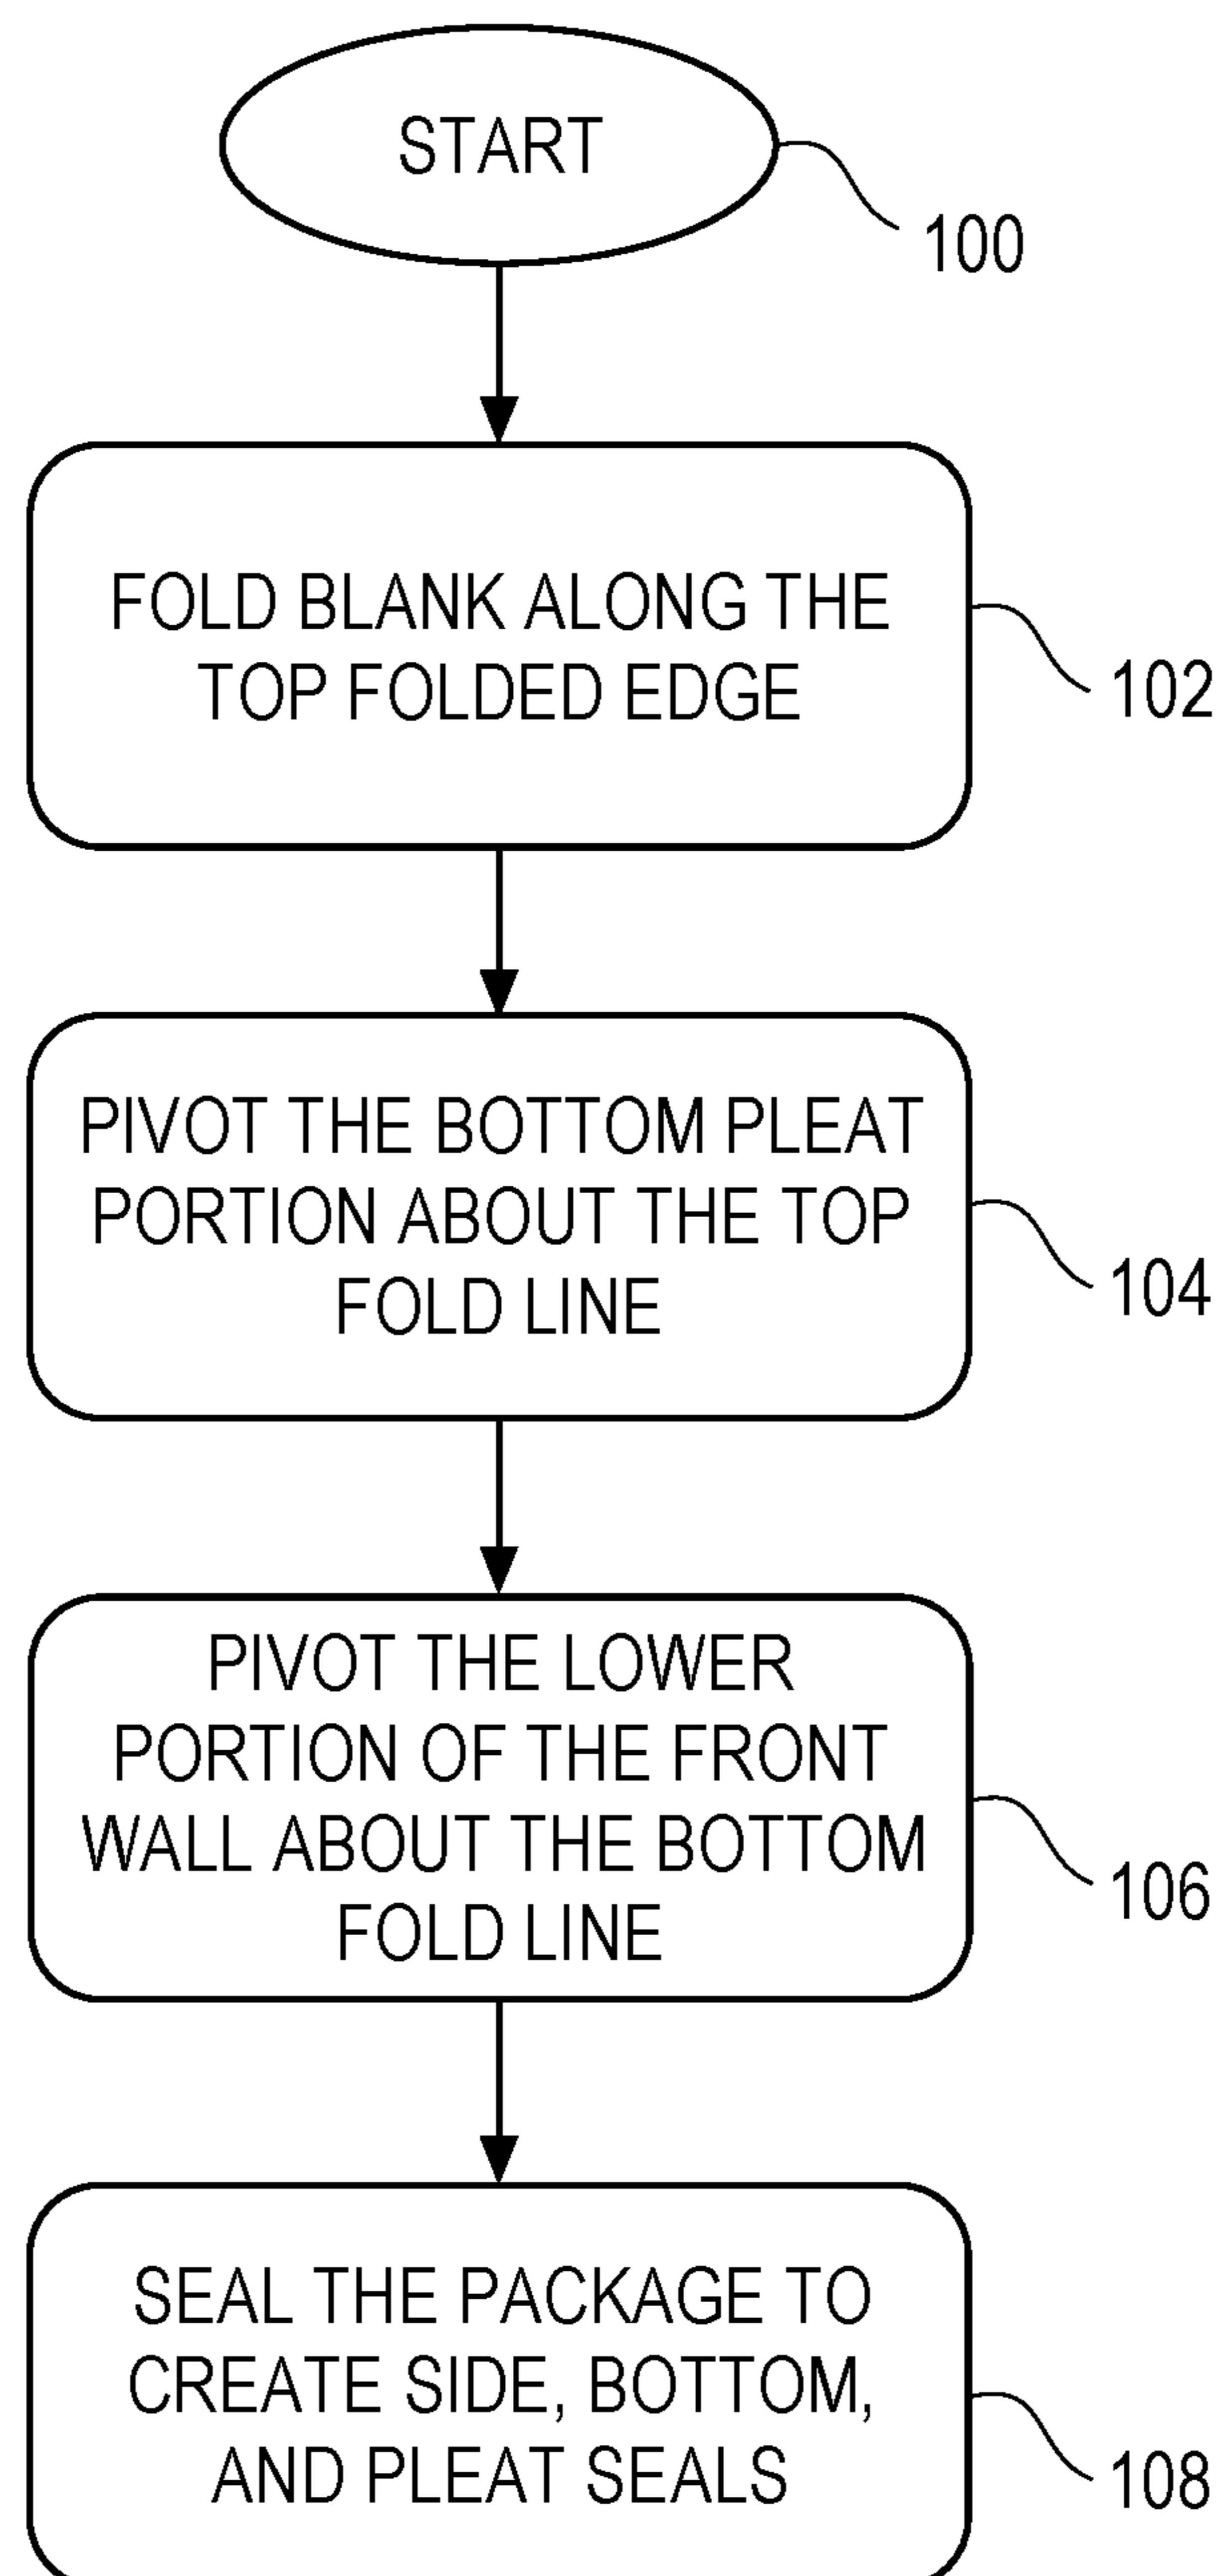 START
100
FOLD BLANK ALONG THE
TOP FOLDED EDGE
102
PIVOT THE BOTTOM PLEAT
PORTION ABOUT THE TOP
FOLD LINE
104
PIVOT THE LOWER
PORTION OF THE FRONT
WALL ABOUT THE BOTTOM
FOLD LINE
106
SEAL THE PACKAGE TO
CREATE SIDE, BOTTOM,
AND PLEAT SEALS
108